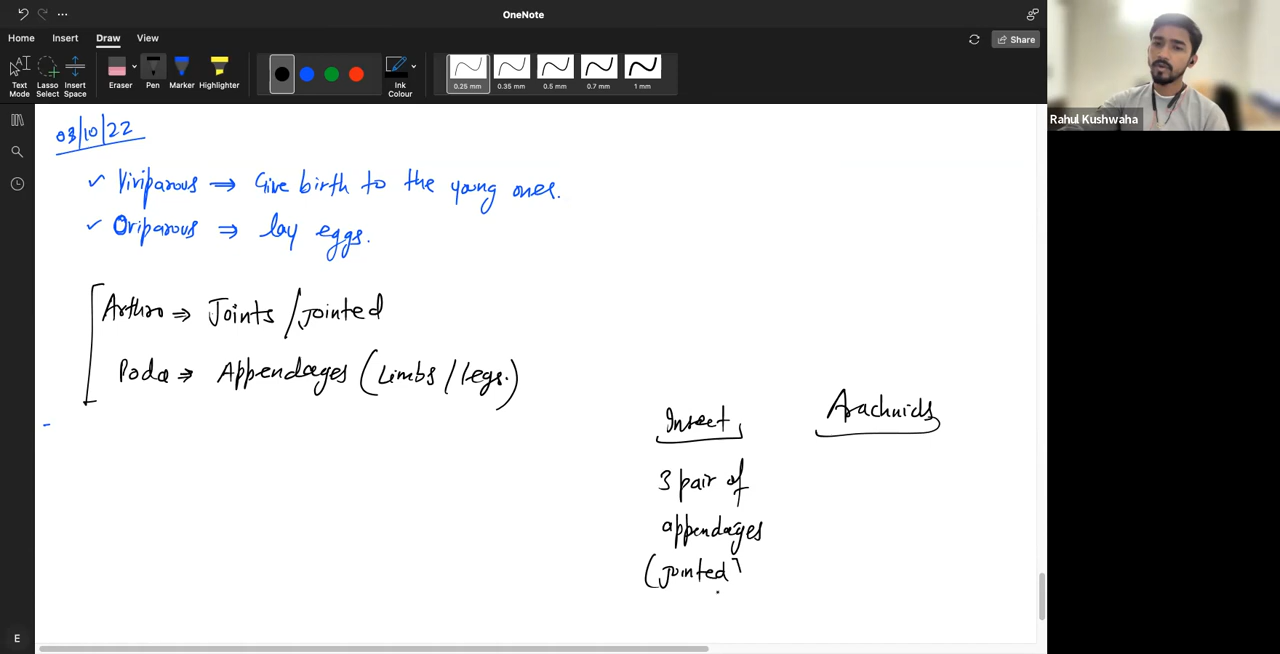 OneNote
Home Insert Draw View
Share
Text Mode
Lasso Select
Insert Space
Eraser
Pen
Marker
Highlighter
Ink Colour
0.25 mm
0.35 mm
0.5 mm
0.7 mm
1 mm
Rahul Kushwaha
03/10/22
✓ Viviparous ⇒ Give birth to the young ones.
✓ Oviparous ⇒ lay eggs.
Arthro ⇒ Joints / Jointed
Poda ⇒ Appendages (Limbs / legs.)
Insect Arachnids
3 pair of
appendages
(Jointed)
E